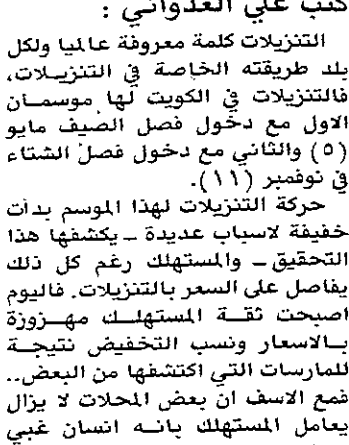 كتب علي العدواني :
التنزيلات كلمة معروفة عالميا ولكل
بلد طريقته الخاصة في التنزيلات،
فالتنزيلات في الكويت لها موسمان
الاول مع دخول فصل الصيف مايو
(٥) والثاني مع دخول فصل الشتاء
في نوفمبر (١١).
حركة التنزيلات لهذا الموسم بدأت
خفيفة لاسباب عديدة ـ يكشفها هذا
التحقيق ـ والمستهلك رغم كل ذلك
يفاصل على السعر بالتنزيلات. فاليوم
اصبحت ثقة المستهلك مهزوزة
بالاسعار ونسب التخفيض نتيجة
للمارسات التي اكتشفها من البعض..
فمع الاسف ان بعض المحلات لا يزال
يعامل المستهلك بانه انسان غبي